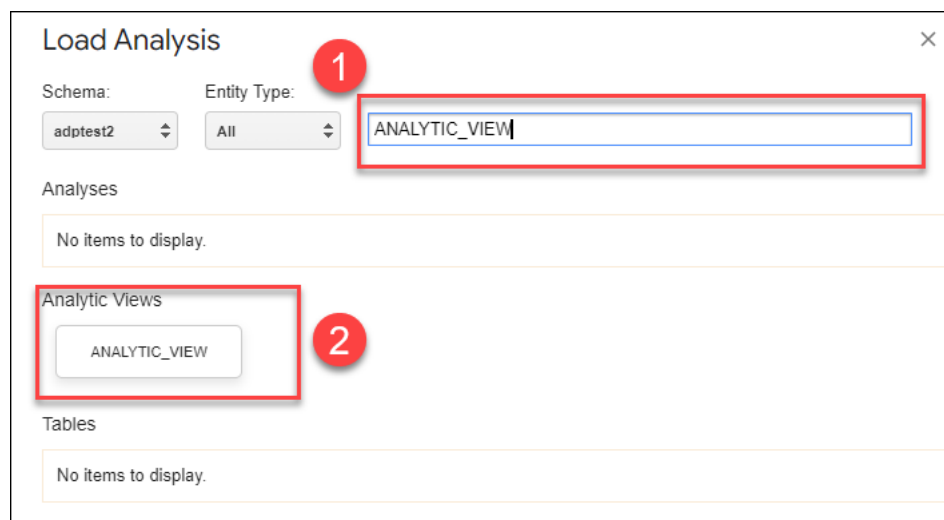 Load Analysis
1
Schema: Entity Type:
adptest2 All ANALYTIC_VIEW
Analyses
No items to display.
Analytic Views
ANALYTIC_VIEW
2
Tables
No items to display.